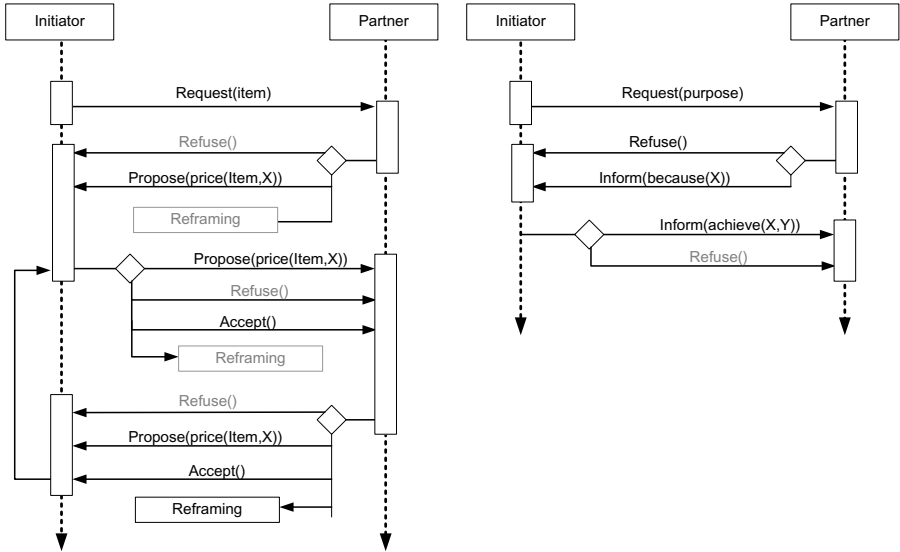 Initiator
Partner
Request(item)
Refuse()
Propose(price(Item,X))
Reframing
Propose(price(Item,X))
Refuse()
Accept()
Reframing
Refuse()
Propose(price(Item,X))
Accept()
Reframing
Initiator
Partner
Request(purpose)
Refuse()
Inform(because(X))
Inform(achieve(X,Y))
Refuse()